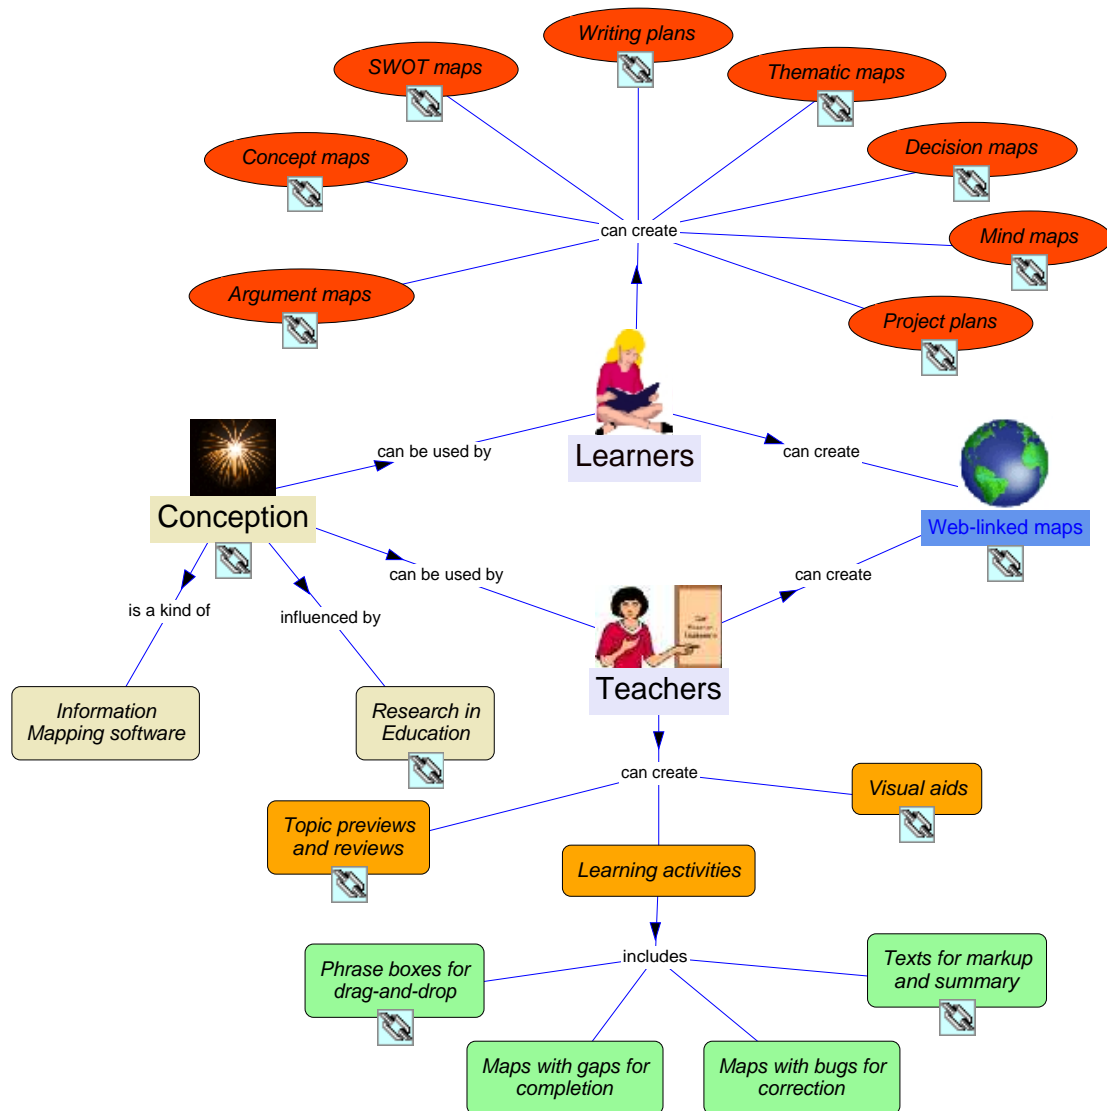 Writing plans
SWOT maps
Thematic maps
Concept maps
Decision maps
can create
Mind maps
Argument maps
Project plans
can be used by
Learners
can create
Conception
Web-linked maps
can be used by
can create
is a kind of
influenced by
Teachers
Information
Mapping software
Research in
Education
can create
Visual aids
Topic previews
and reviews
Learning activities
includes
Phrase boxes for
drag-and-drop
Texts for markup
and summary
Maps with gaps for
completion
Maps with bugs for
correction